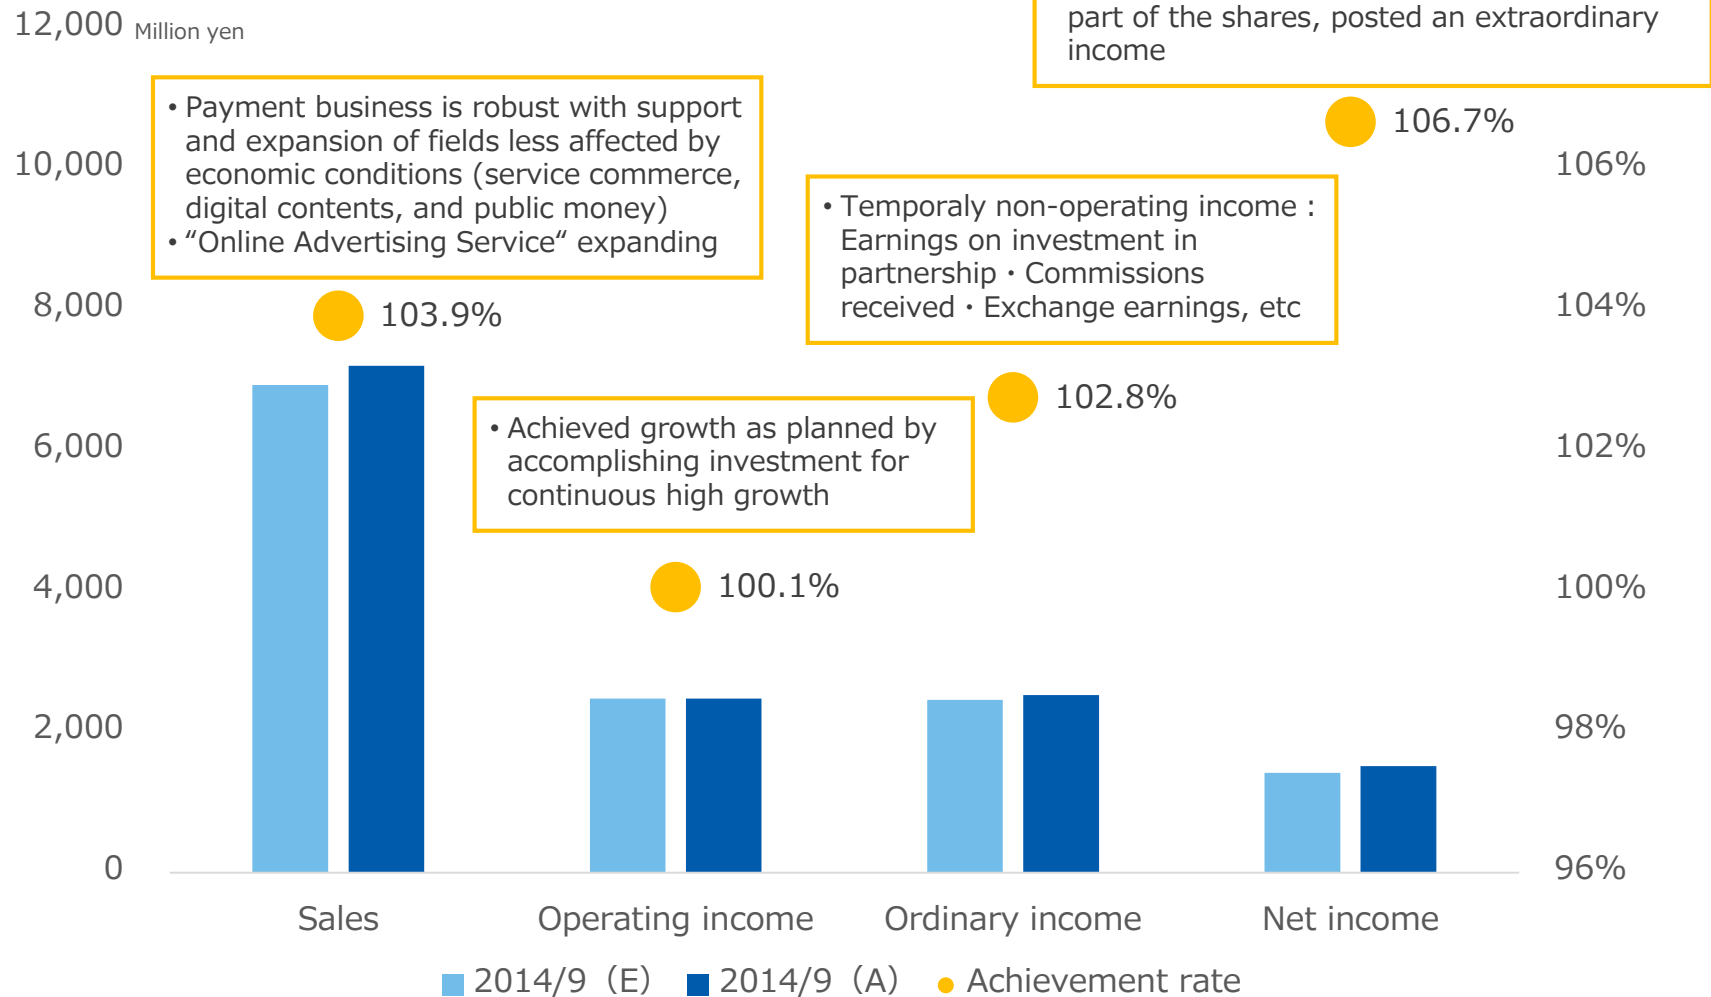 part of the shares, posted an extraordinary
income
12,000 Million yen
• Payment business is robust with support
and expansion of fields less affected by
economic conditions (service commerce,
digital contents, and public money)
• “Online Advertising Service“ expanding
106.7%
10,000
106%
• Temporaly non-operating income :
Earnings on investment in
partnership・Commissions
received・Exchange earnings, etc
8,000
103.9%
104%
102.8%
• Achieved growth as planned by
accomplishing investment for
continuous high growth
6,000
102%
4,000
100.1%
100%
2,000
98%
0
96%
Sales Operating income Ordinary income Net income
2014/9（E） 2014/9（A） Achievement rate